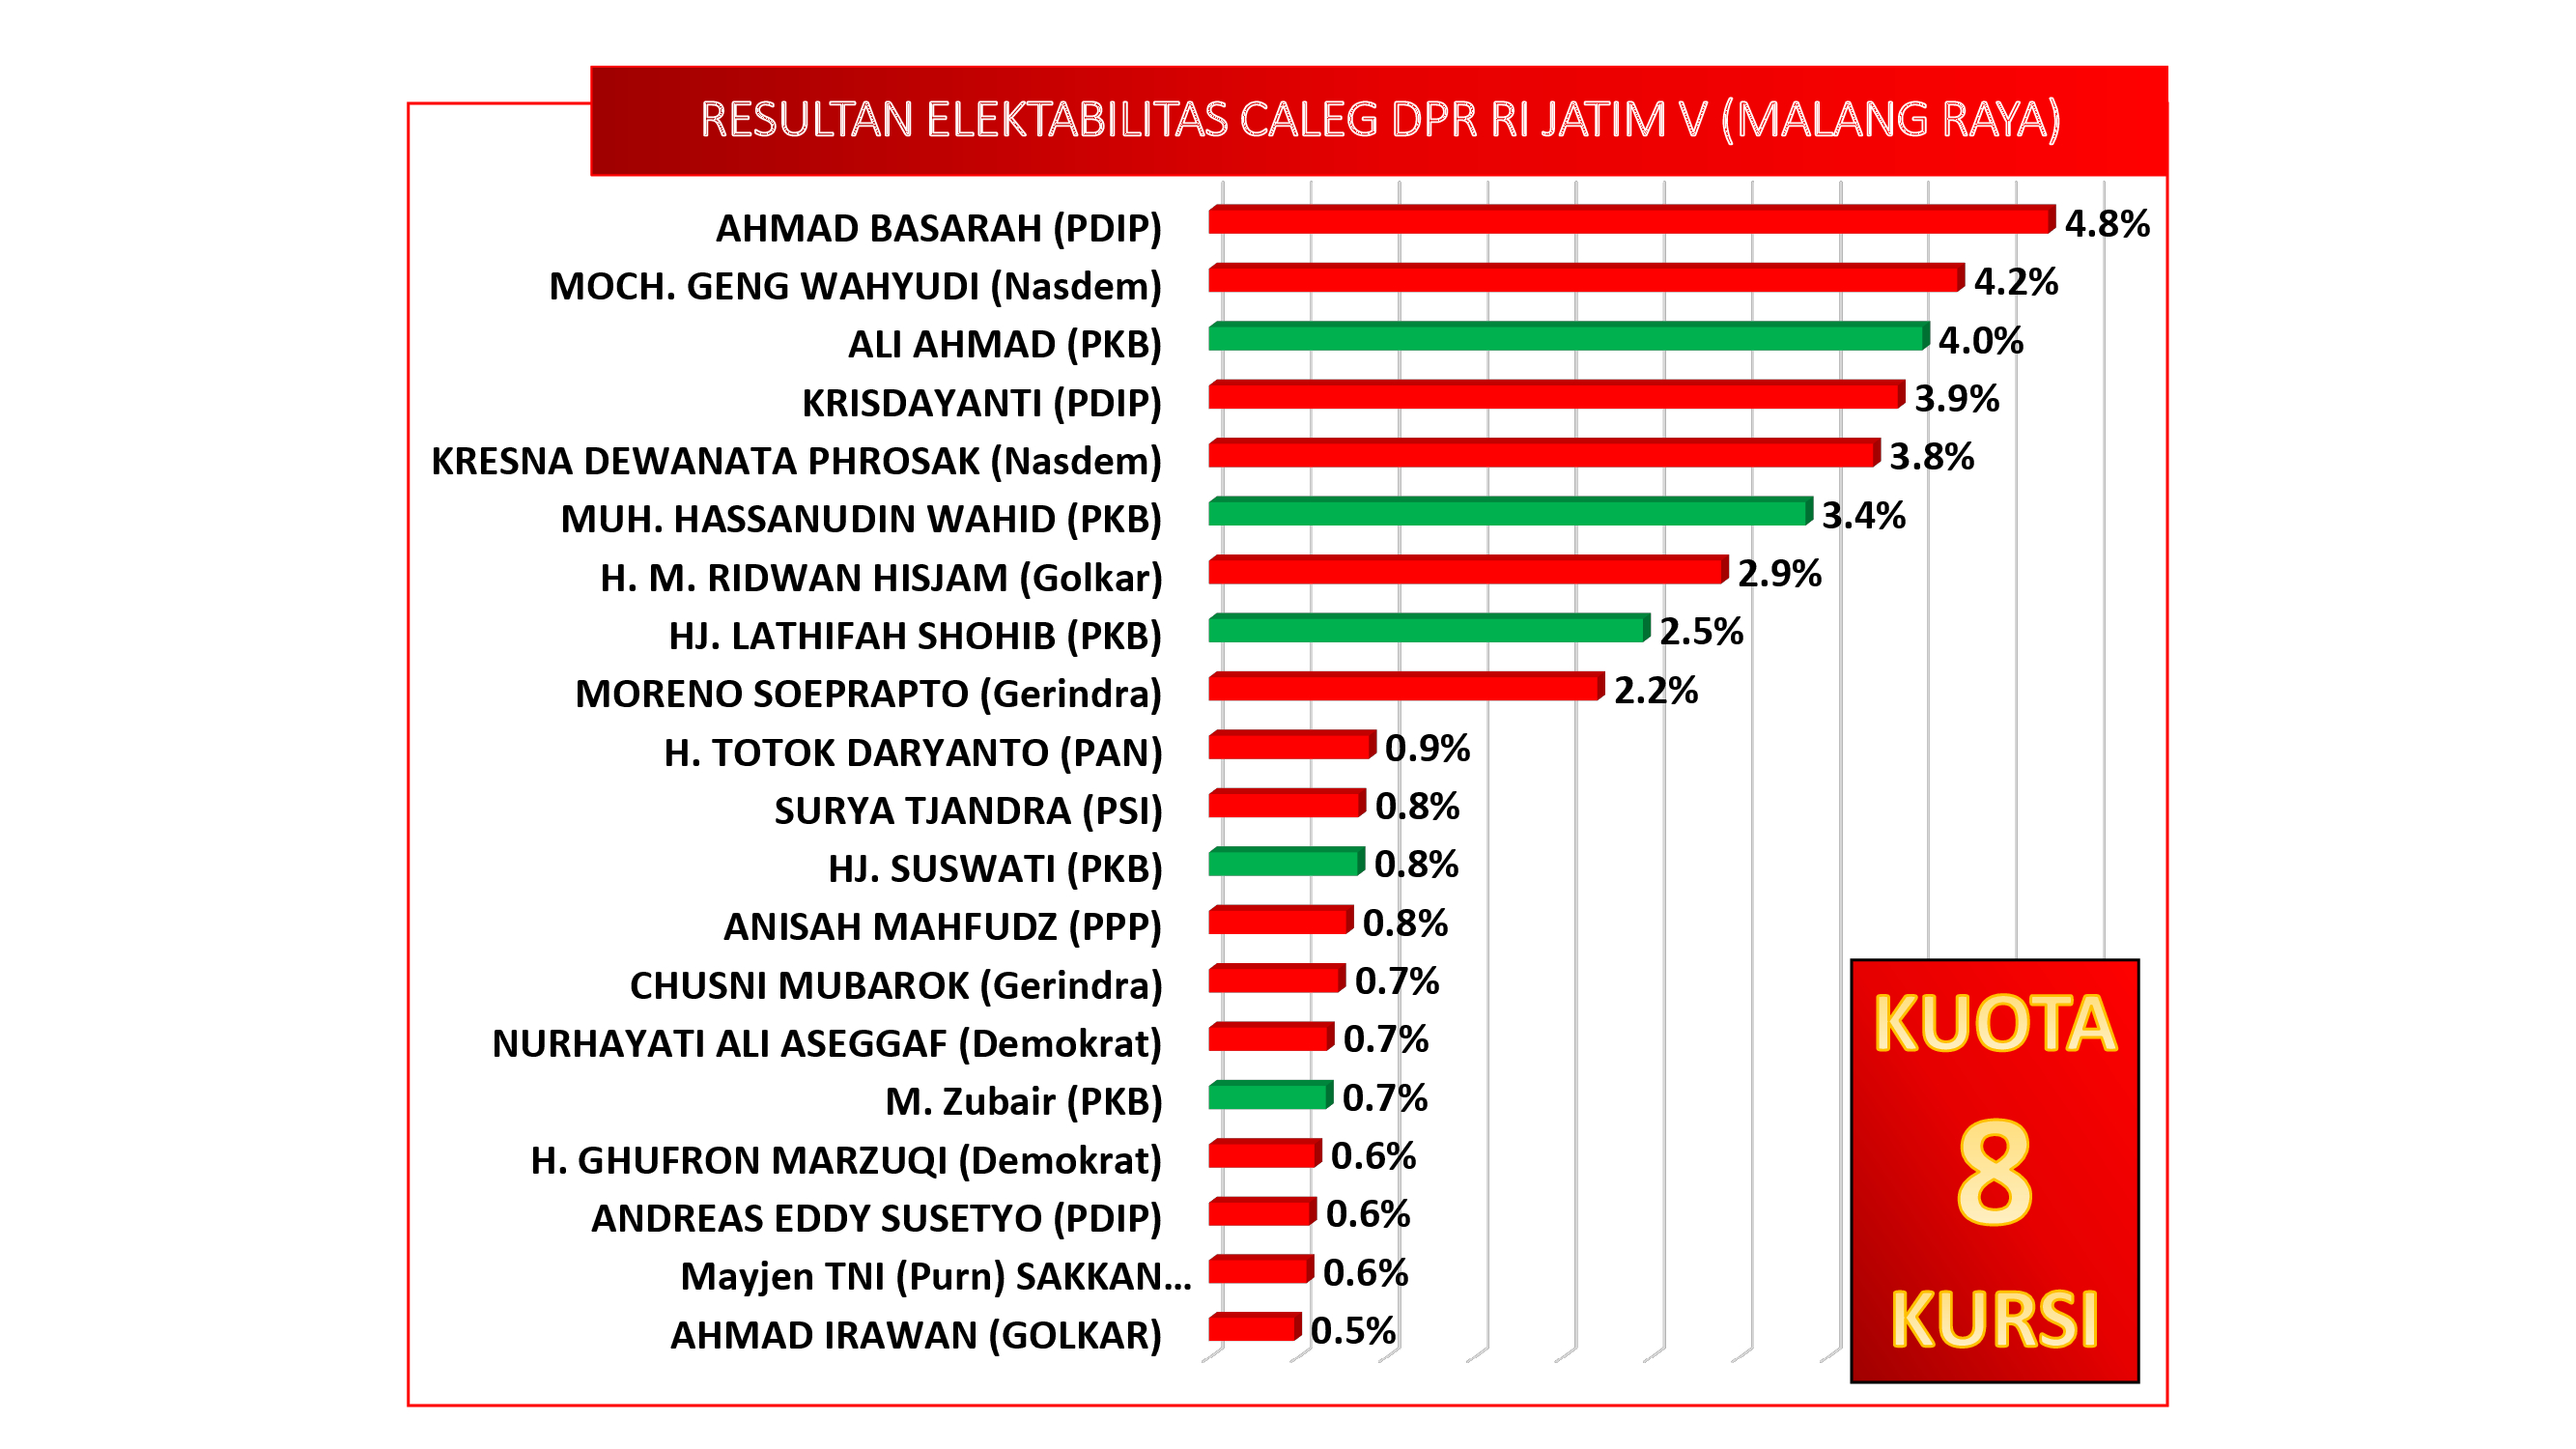 RESULTAN ELEKTABILITAS CALEG DPR RI JATIM V (MALANG RAYA)
AHMAD BASARAH (PDIP) 4.8%
MOCH. GENG WAHYUDI (Nasdem) 4.2%
ALI AHMAD (PKB) 4.0%
KRISDAYANTI (PDIP) 3.9%
KRESNA DEWANATA PHROSAK (Nasdem) 3.8%
MUH. HASSANUDIN WAHID (PKB) 3.4%
H. M. RIDWAN HISJAM (Golkar) 2.9%
HJ. LATHIFAH SHOHIB (PKB) 2.5%
MORENO SOEPRAPTO (Gerindra) 2.2%
H. TOTOK DARYANTO (PAN) 0.9%
SURYA TJANDRA (PSI) 0.8%
HJ. SUSWATI (PKB) 0.8%
ANISAH MAHFUDZ (PPP) 0.8%
CHUSNI MUBAROK (Gerindra) 0.7%
NURHAYATI ALI ASEGGAF (Demokrat) 0.7%
M. Zubair (PKB) 0.7%
H. GHUFRON MARZUQI (Demokrat) 0.6%
ANDREAS EDDY SUSETYO (PDIP) 0.6%
Mayjen TNI (Purn) SAKKAN... 0.6%
AHMAD IRAWAN (GOLKAR) 0.5%
KUOTA
8
KURSI